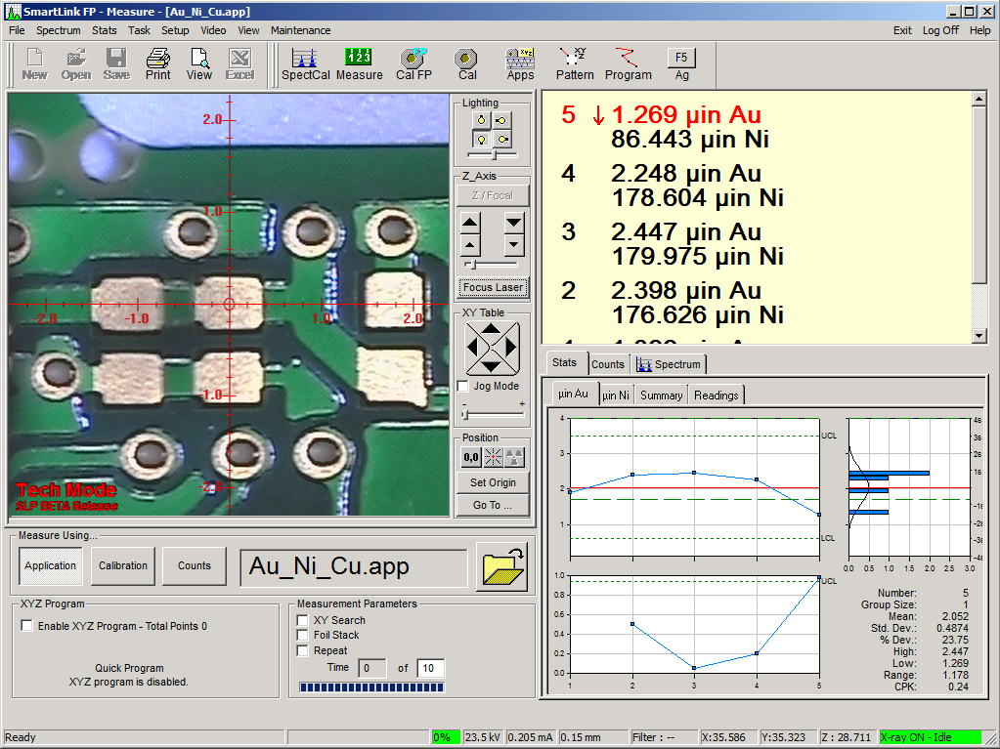 SmartLink FP - Measure - [Au_Ni_Cu.app]
File Spectrum Stats Task Setup Video View Maintenance Exit Log Off Help
New Open Save Print View Excel SpectCal Measure Cal FP Cal Apps Pattern Program F5 Ag
2.0
1.0
-2.0 -1.0 1.0 2.0
-1.0
-2.0
Tech Mode
SLP BETA Release
Lighting
Z_Axis
Z / Focal
Focus Laser
XY Table
Jog Mode
- +
Position
0,0
Set Origin
Go To ...
5 ↓ 1.269 µin Au
86.443 µin Ni
4 2.248 µin Au
178.604 µin Ni
3 2.447 µin Au
179.975 µin Ni
2 2.398 µin Au
176.626 µin Ni
Stats Counts Spectrum
µin Au µin Ni Summary Readings
4
3
2
1
UCL
LCL
1.0
0.8
0.6
0.4
0.2
0.0
UCL
1 2 3 4 5
0.0 0.5 1.0 1.5 2.0 2.5 3.0
Number: 5
Group Size: 1
Mean: 2.052
Std. Dev.: 0.4874
% Dev.: 23.75
High: 2.447
Low: 1.269
Range: 1.178
CPK: 0.24
Measure Using...
Application Calibration Counts Au_Ni_Cu.app
XYZ Program
Enable XYZ Program - Total Points 0
Quick Program
XYZ program is disabled.
Measurement Parameters
XY Search
Foil Stack
Repeat
Time 0 of 10
Ready 0% 23.5 kV 0.205 mA 0.15 mm Filter : -- X:35.586 Y:35.323 Z : 28.711 X-ray ON - Idle